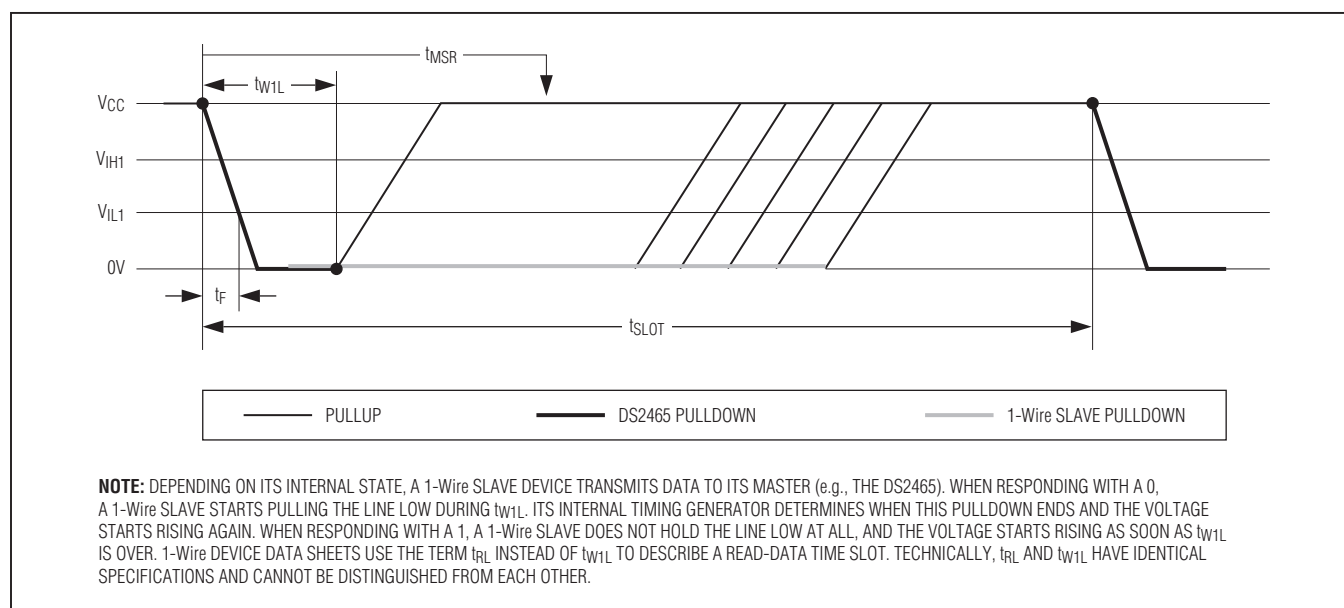 tMSR
tW1L
VCC
VIH1
VIL1
0V
tF
tSLOT
PULLUP DS2465 PULLDOWN 1-Wire SLAVE PULLDOWN
NOTE: DEPENDING ON ITS INTERNAL STATE, A 1-Wire SLAVE DEVICE TRANSMITS DATA TO ITS MASTER (e.g., THE DS2465). WHEN RESPONDING WITH A 0,
A 1-Wire SLAVE STARTS PULLING THE LINE LOW DURING tW1L. ITS INTERNAL TIMING GENERATOR DETERMINES WHEN THIS PULLDOWN ENDS AND THE VOLTAGE
STARTS RISING AGAIN. WHEN RESPONDING WITH A 1, A 1-Wire SLAVE DOES NOT HOLD THE LINE LOW AT ALL, AND THE VOLTAGE STARTS RISING AS SOON AS tW1L
IS OVER. 1-Wire DEVICE DATA SHEETS USE THE TERM tRL INSTEAD OF tW1L TO DESCRIBE A READ-DATA TIME SLOT. TECHNICALLY, tRL AND tW1L HAVE IDENTICAL
SPECIFICATIONS AND CANNOT BE DISTINGUISHED FROM EACH OTHER.